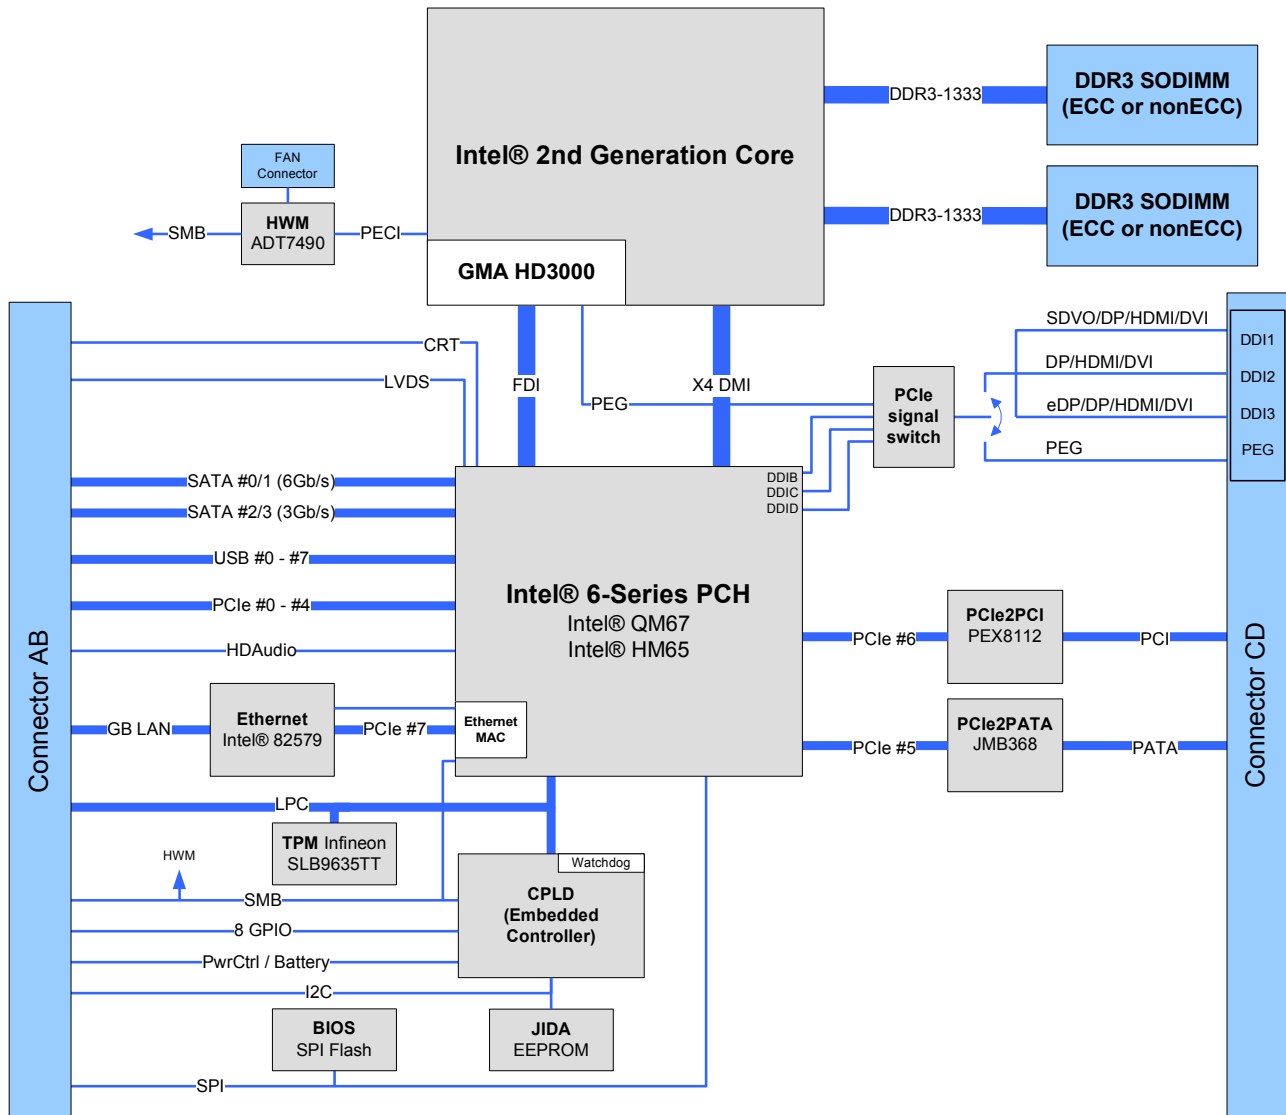 DDR3 SODIMM
(ECC or nonECC)
DDR3-1333
Intel® 2nd Generation Core
FAN
Connector
DDR3 SODIMM
(ECC or nonECC)
DDR3-1333
HWM
ADT7490
SMB
PECI
GMA HD3000
SDVO/DP/HDMI/DVI
DDI1
CRT
DP/HDMI/DVI
DDI2
LVDS
FDI
X4 DMI
PEG
PCIe
signal
switch
eDP/DP/HDMI/DVI
DDI3
PEG
PEG
DDIB
DDIC
DDID
SATA #0/1 (6Gb/s)
SATA #2/3 (3Gb/s)
USB #0 - #7
PCIe #0 - #4
HDAudio
Intel® 6-Series PCH
Intel® QM67
Intel® HM65
PCIe #6
PCIe2PCI
PEX8112
PCI
Connector AB
Connector CD
GB LAN
Ethernet
Intel® 82579
PCIe #7
Ethernet
MAC
PCIe #5
PCIe2PATA
JMB368
PATA
LPC
TPM Infineon
SLB9635TT
HWM
Watchdog
CPLD
(Embedded
Controller)
SMB
8 GPIO
PwrCtrl / Battery
I2C
BIOS
SPI Flash
JIDA
EEPROM
SPI